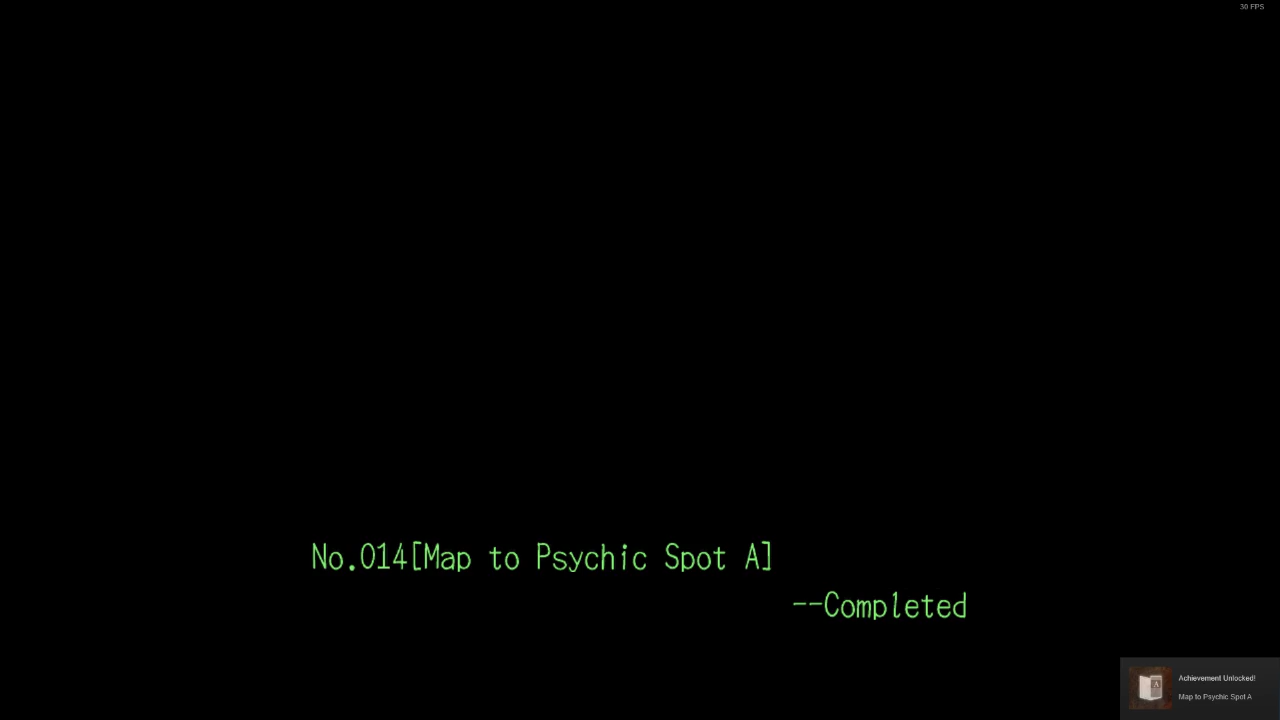 30 FPS
No.014[Map to Psychic Spot A]
--Completed
A
Achievement Unlocked!
Map to Psychic Spot A